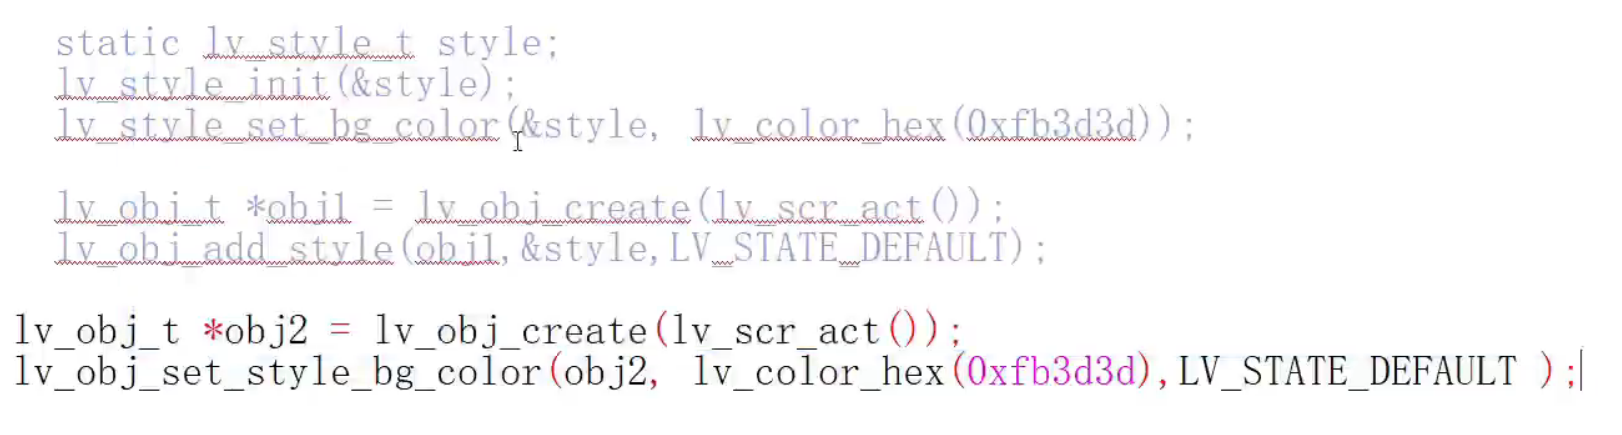 static lv_style_t style;
lv_style_init(&style);
lv_style_set_bg_color(&style, lv_color_hex(0xfb3d3d));
lv_obj_t *obj1 = lv_obj_create(lv_scr_act());
lv_obj_add_style(obj1,&style,LV_STATE_DEFAULT);
lv_obj_t *obj2 = lv_obj_create(lv_scr_act());
lv_obj_set_style_bg_color(obj2, lv_color_hex(0xfb3d3d),LV_STATE_DEFAULT );